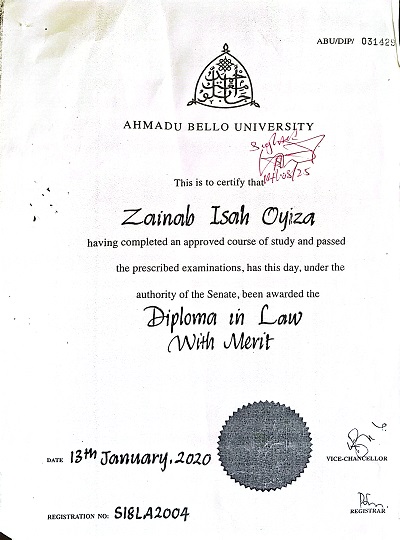 ABU/DIP/ 031429
AHMADU BELLO UNIVERSITY
Sighted
This is to certify that
Zainab Isah Oyiza
having completed an approved course of study and passed
the prescribed examinations, has this day, under the
authority of the Senate, been awarded the
Diploma in Law
With Merit
DATE 13th January, 2020
VICE-CHANCELLOR
REGISTRAR
REGISTRATION NO: S18LA2004